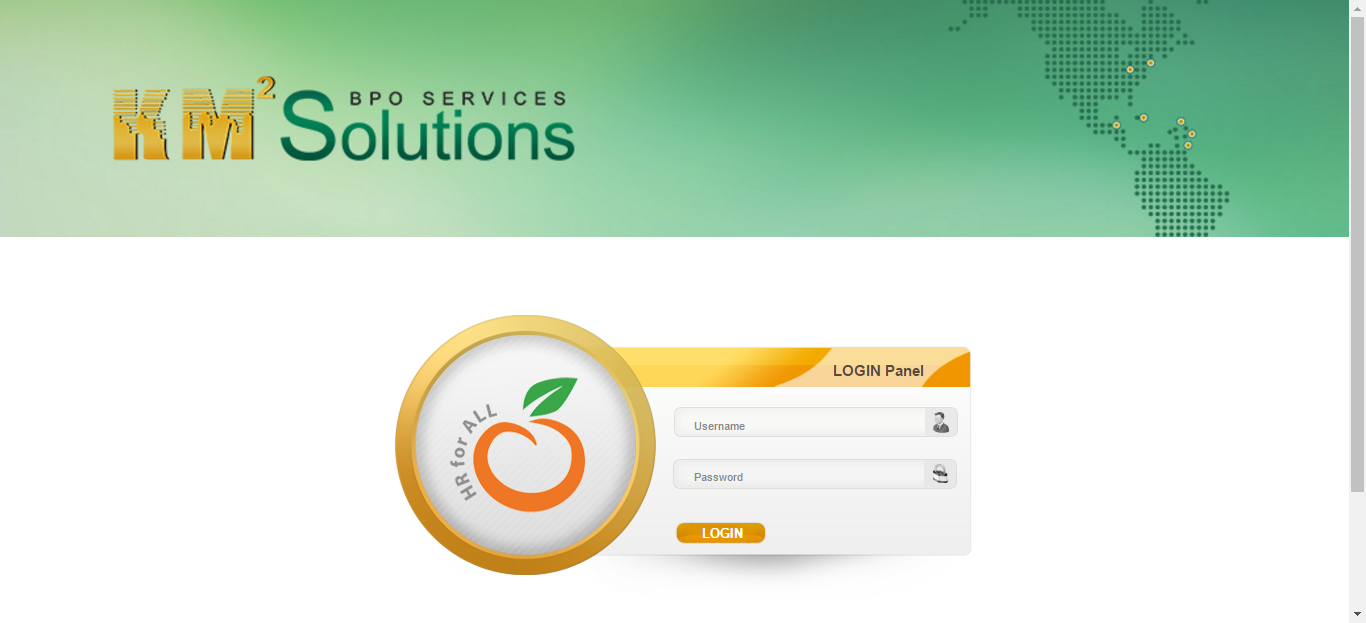 KM²
BPO SERVICES
Solutions
HR for ALL
LOGIN Panel
Username
Password
LOGIN